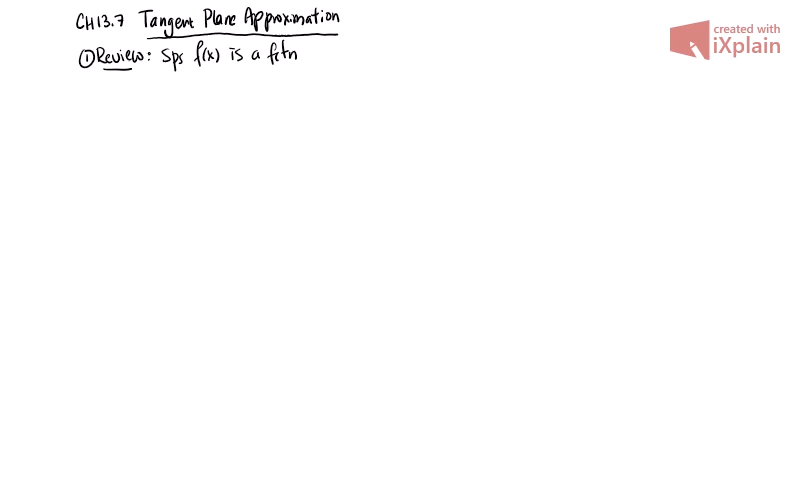 CH13.7 Tangent Plane Approximation
① Review: Sps f(x) is a fctn
created with
iXplain